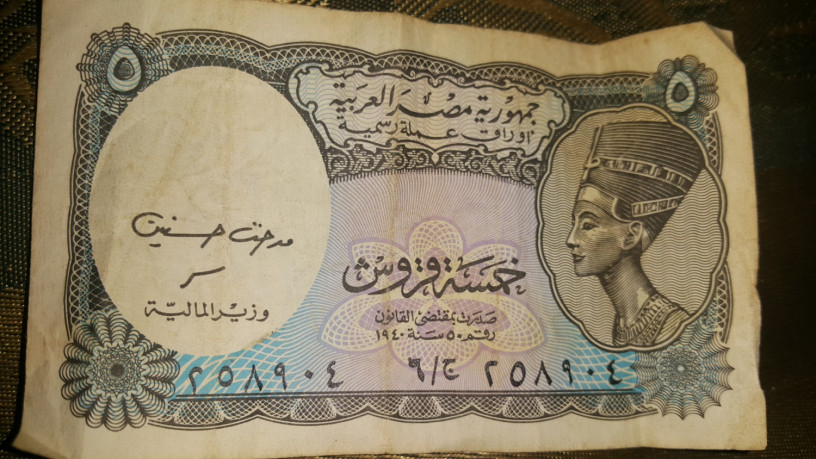 ٥
٥
جمهورية مصر العربية
أوراق عملة رسمية
خمسة قروش
صدرت بمقتضى القانون
رقم ٥٠ سنة ١٩٤٠
مدحت حسنين
وزير المالية
٢٥٨٩٠٤ ٩/ج ٢٥٨٩٠٤